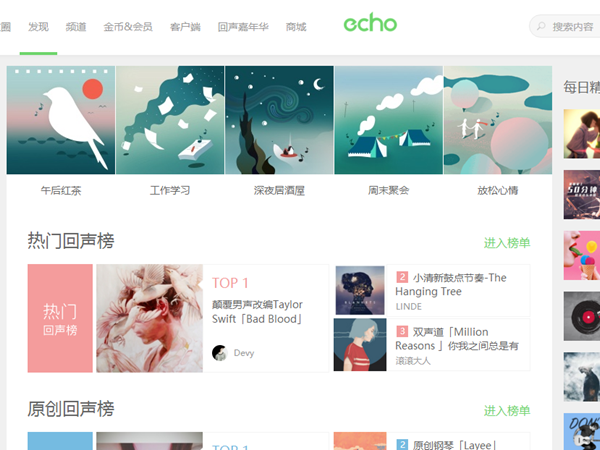 圈 发现 频道 金币&会员 客户端 回声嘉年华 商城 echo 搜索内容
每日精
午后红茶 工作学习 深夜居酒屋 周末聚会 放松心情
热门回声榜 进入榜单
热门
回声榜
TOP 1
颠覆男声改编Taylor
Swift「Bad Blood」
Devy
2 小清新鼓点节奏-The
Hanging Tree
LINDE
3 双声道「Million
Reasons 」你我之间总是有
滚滚大人
50分钟
原创回声榜 进入榜单
TOP 1
2 原创钢琴「Layee」